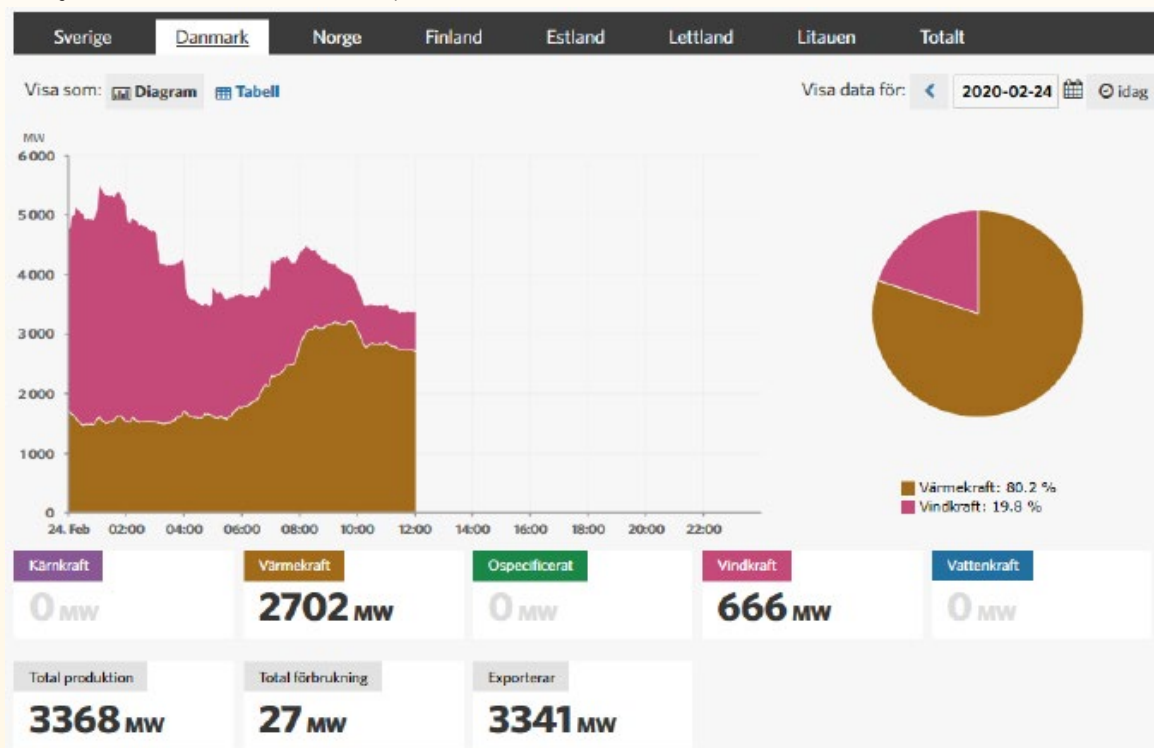 Sverige Danmark Norge Finland Estland Lettland Litauen Totalt
Visa som: Diagram Tabell Visa data för: 2020-02-24 idag
MW
6000
5000
4000
3000
2000
1000
0
24. Feb 02:00 04:00 06:00 08:00 10:00 12:00 14:00 16:00 18:00 20:00 22:00
Värmekraft: 80.2 %
Vindkraft: 19.8 %
Kärnkraft Värmekraft Ospecificerat Vindkraft Vattenkraft
0 MW 2702 MW 0 MW 666 MW 0 MW
Total produktion Total förbrukning Exporterar
3368 MW 27 MW 3341 MW